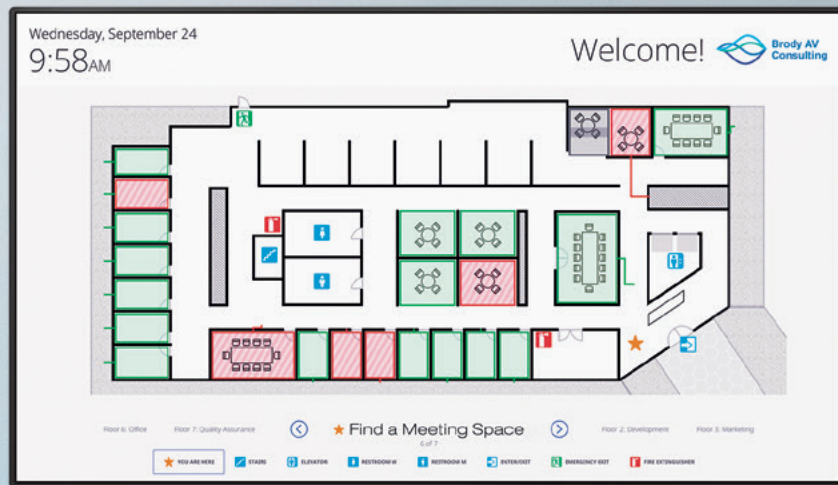 Wednesday, September 24
9:58AM
Welcome!
Brody AV
Consulting
Floor 6: Office
Floor 7: Quality Assurance
Find a Meeting Space
6 of 7
Floor 2: Development
Floor 3: Marketing
YOU ARE HERE
STAIRS
ELEVATOR
RESTROOM W
RESTROOM M
ENTER/EXIT
EMERGENCY EXIT
FIRE EXTINGUISHER